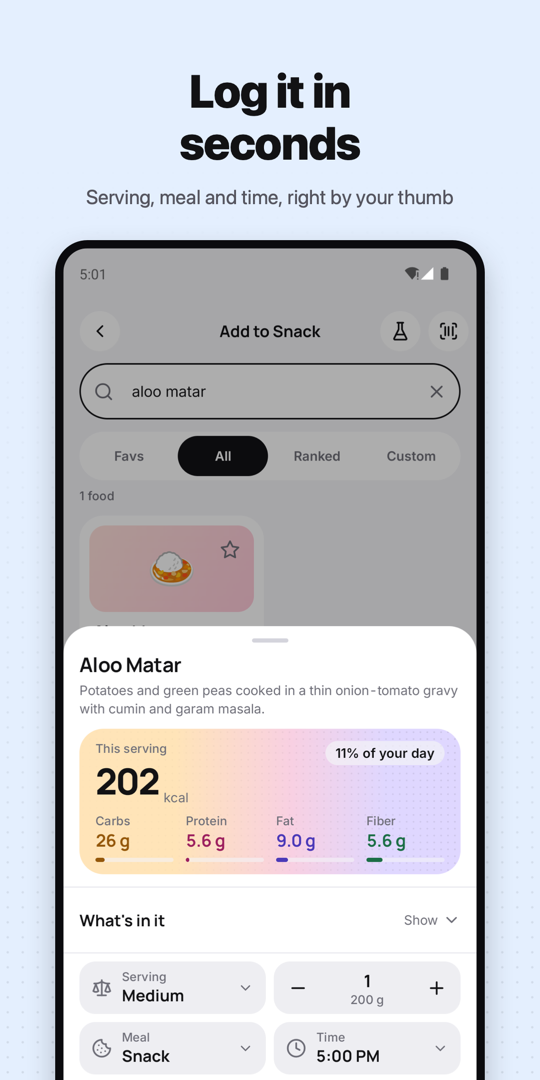 Log it in
seconds
Serving, meal and time, right by your thumb
5:01
Add to Snack
aloo matar
Favs All Ranked Custom
1 food
Aloo Matar
Potatoes and green peas cooked in a thin onion-tomato gravy
with cumin and garam masala.
This serving
11% of your day
202 kcal
Carbs Protein Fat Fiber
26 g 5.6 g 9.0 g 5.6 g
What's in it Show
Serving
Medium
1
200 g
Meal
Snack
Time
5:00 PM